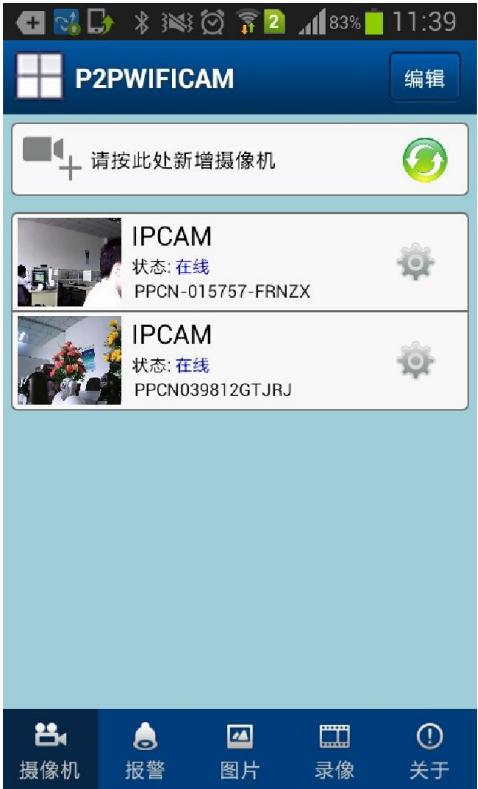 2 83% 11:39
P2PWIFICAM 编辑
请按此处新增摄像机
IPCAM
状态: 在线
PPCN-015757-FRNZX
IPCAM
状态: 在线
PPCN039812GTJRJ
摄像机 报警 图片 录像 关于